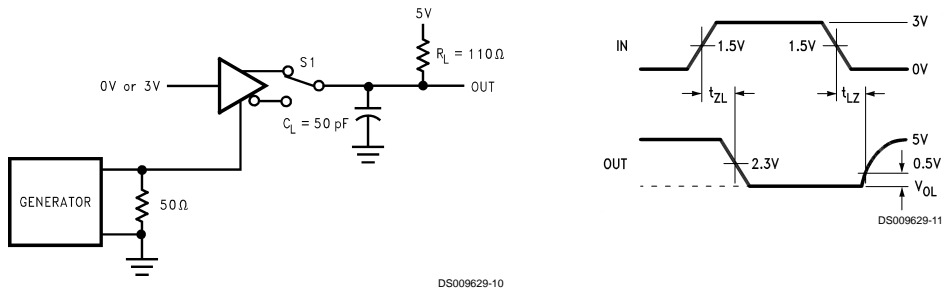 5V
R_L = 110Ω
S1
0V or 3V
OUT
C_L = 50 pF
GENERATOR
50Ω
DS009629-10
3V
IN
1.5V
1.5V
0V
t_ZL
t_LZ
5V
OUT
2.3V
0.5V
V_OL
DS009629-11